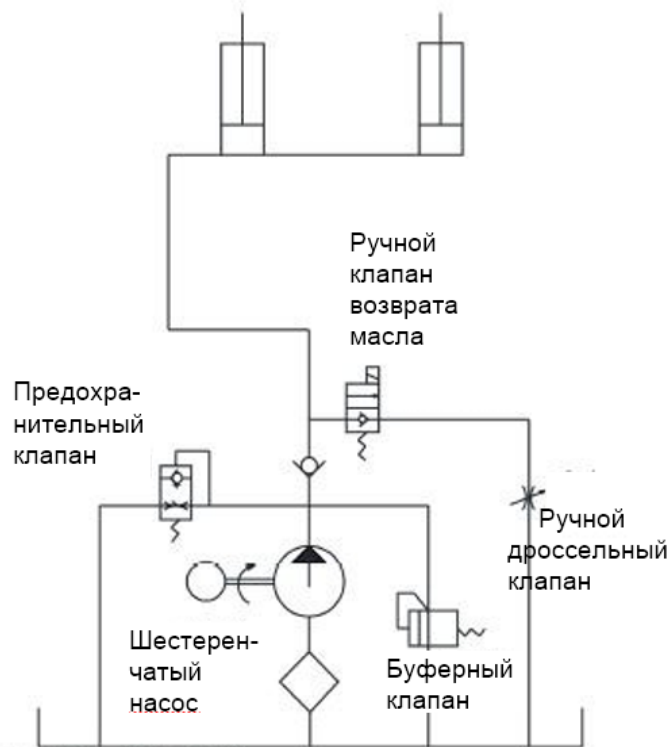 Ручной
клапан
возврата
масла
Предохра-
нительный
клапан
Ручной
дроссельный
клапан
Шестерен-
чатый
насос
Буферный
клапан